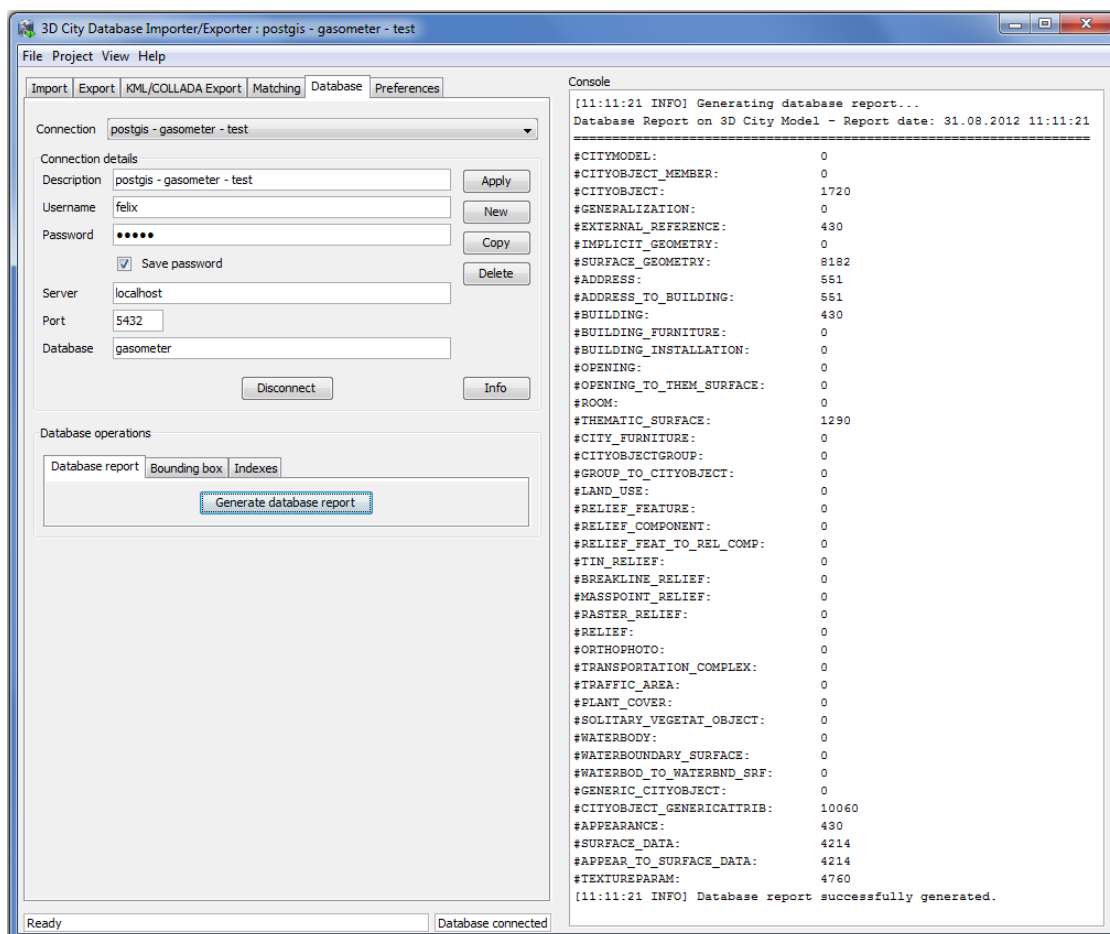 3D City Database Importer/Exporter : postgis - gasometer - test
File Project View Help
Import Export KML/COLLADA Export Matching Database Preferences
Connection postgis - gasometer - test
Connection details
Description postgis - gasometer - test Apply
Username felix New
Password ••••• Copy
Save password Delete
Server localhost
Port 5432
Database gasometer
Disconnect Info
Database operations
Database report Bounding box Indexes
Generate database report
Ready Database connected
Console
[11:11:21 INFO] Generating database report...
Database Report on 3D City Model - Report date: 31.08.2012 11:11:21
===================================================================
#CITYMODEL: 0
#CITYOBJECT_MEMBER: 0
#CITYOBJECT: 1720
#GENERALIZATION: 0
#EXTERNAL_REFERENCE: 430
#IMPLICIT_GEOMETRY: 0
#SURFACE_GEOMETRY: 8182
#ADDRESS: 551
#ADDRESS_TO_BUILDING: 551
#BUILDING: 430
#BUILDING_FURNITURE: 0
#BUILDING_INSTALLATION: 0
#OPENING: 0
#OPENING_TO_THEM_SURFACE: 0
#ROOM: 0
#THEMATIC_SURFACE: 1290
#CITY_FURNITURE: 0
#CITYOBJECTGROUP: 0
#GROUP_TO_CITYOBJECT: 0
#LAND_USE: 0
#RELIEF_FEATURE: 0
#RELIEF_COMPONENT: 0
#RELIEF_FEAT_TO_REL_COMP: 0
#TIN_RELIEF: 0
#BREAKLINE_RELIEF: 0
#MASSPOINT_RELIEF: 0
#RASTER_RELIEF: 0
#RELIEF: 0
#ORTHOPHOTO: 0
#TRANSPORTATION_COMPLEX: 0
#TRAFFIC_AREA: 0
#PLANT_COVER: 0
#SOLITARY_VEGETAT_OBJECT: 0
#WATERBODY: 0
#WATERBOUNDARY_SURFACE: 0
#WATERBOD_TO_WATERBND_SRF: 0
#GENERIC_CITYOBJECT: 0
#CITYOBJECT_GENERICATTRIB: 10060
#APPEARANCE: 430
#SURFACE_DATA: 4214
#APPEAR_TO_SURFACE_DATA: 4214
#TEXTUREPARAM: 4760
[11:11:21 INFO] Database report successfully generated.